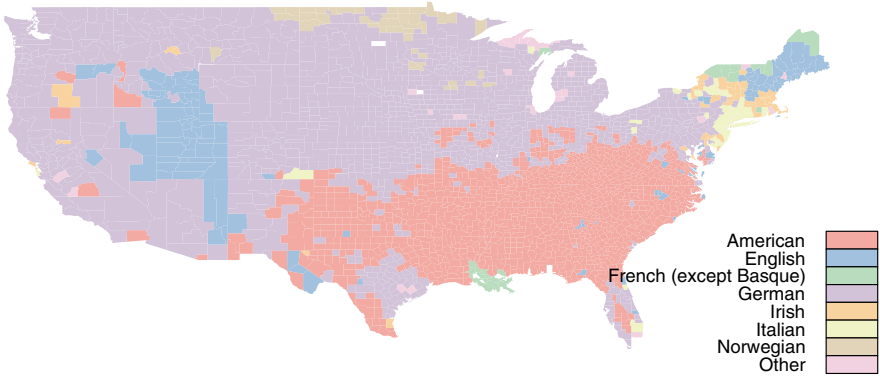 American
English
French (except Basque)
German
Irish
Italian
Norwegian
Other